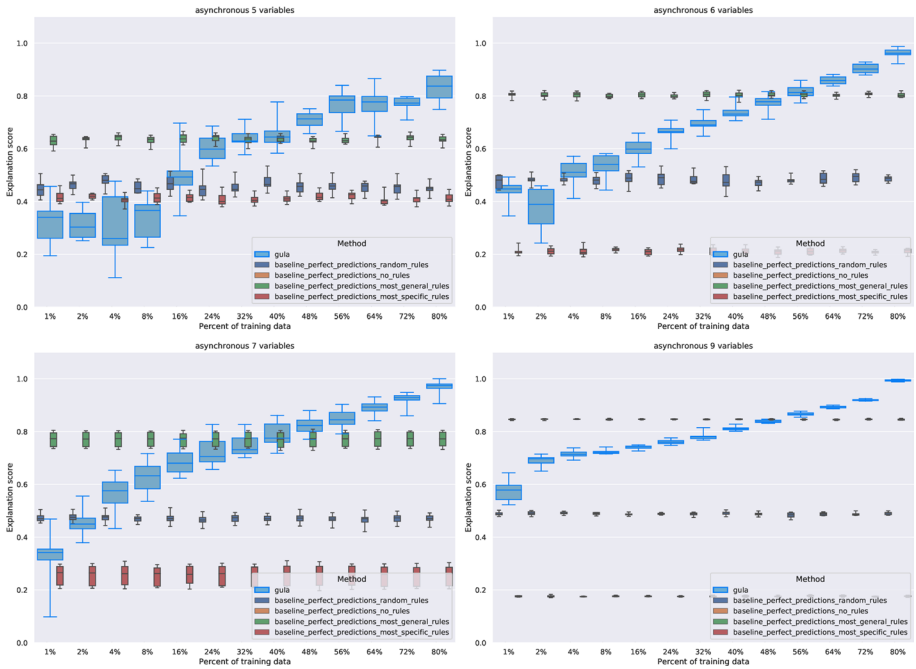 asynchronous 5 variables
1.0
0.8
0.6
0.4
0.2
0.0
Explanation score
1% 2% 4% 8% 16% 24% 32% 40% 48% 56% 64% 72% 80%
Percent of training data
Method
gula
baseline_perfect_predictions_random_rules
baseline_perfect_predictions_no_rules
baseline_perfect_predictions_most_general_rules
baseline_perfect_predictions_most_specific_rules
asynchronous 6 variables
1.0
0.8
0.6
0.4
0.2
0.0
Explanation score
1% 2% 4% 8% 16% 24% 32% 40% 48% 56% 64% 72% 80%
Percent of training data
Method
gula
baseline_perfect_predictions_random_rules
baseline_perfect_predictions_no_rules
baseline_perfect_predictions_most_general_rules
baseline_perfect_predictions_most_specific_rules
asynchronous 7 variables
1.0
0.8
0.6
0.4
0.2
0.0
Explanation score
1% 2% 4% 8% 16% 24% 32% 40% 48% 56% 64% 72% 80%
Percent of training data
Method
gula
baseline_perfect_predictions_random_rules
baseline_perfect_predictions_no_rules
baseline_perfect_predictions_most_general_rules
baseline_perfect_predictions_most_specific_rules
asynchronous 9 variables
1.0
0.8
0.6
0.4
0.2
0.0
Explanation score
1% 2% 4% 8% 16% 24% 32% 40% 48% 56% 64% 72% 80%
Percent of training data
Method
gula
baseline_perfect_predictions_random_rules
baseline_perfect_predictions_no_rules
baseline_perfect_predictions_most_general_rules
baseline_perfect_predictions_most_specific_rules